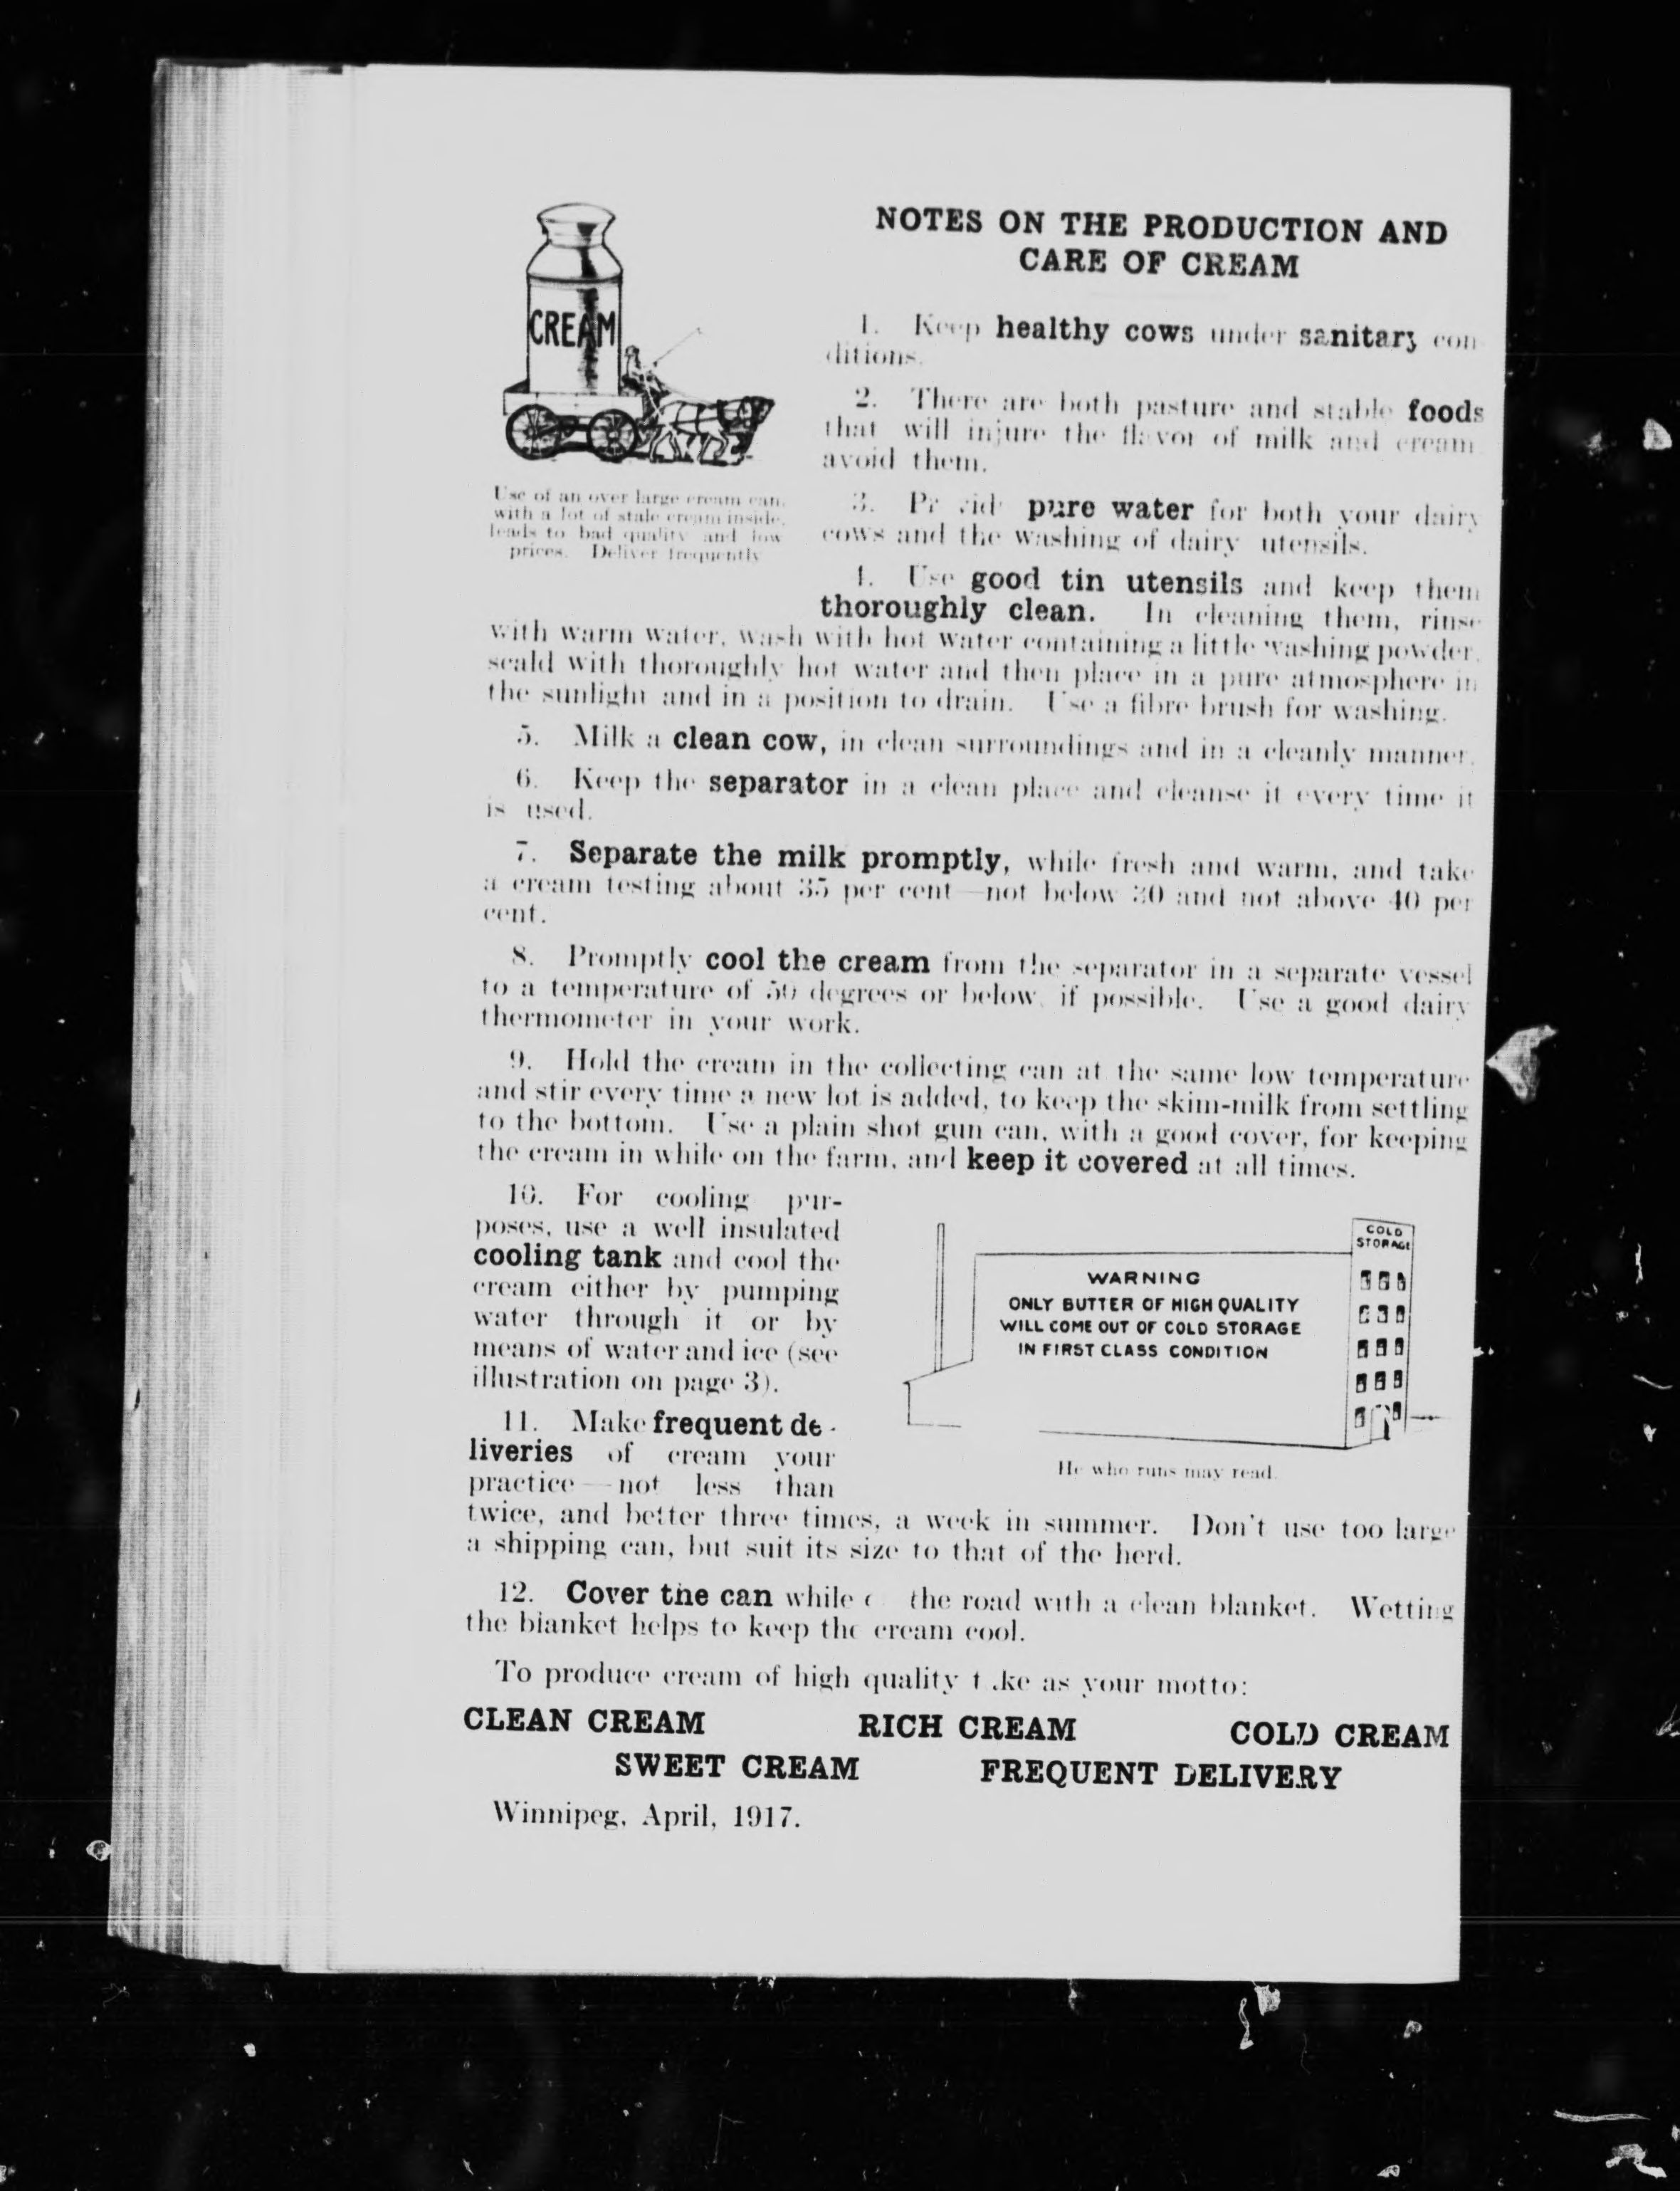 NOTES ON THE PRODUCTION AND
CARE OF CREAM
CREAM
Use of an over large cream can,
with a lot of stale cream inside,
leads to bad quality and low
prices. Deliver frequently
1. Keep healthy cows under sanitary con-
ditions.
2. There are both pasture and stable foods
that will injure the flavor of milk and cream
avoid them.
3. pure water for both your dairy
cows and the washing of dairy utensils.
4. Use good tin utensils and keep them
thoroughly clean. In cleaning them, rinse
with warm water, wash with hot water containing a little washing powder,
scald with thoroughly hot water and then place in a pure atmosphere in
the sunlight and in a position to drain. Use a fibre brush for washing.
5. Milk a clean cow, in clean surroundings and in a cleanly manner.
6. Keep the separator in a clean place and cleanse it every time it
is used.
7. Separate the milk promptly, while fresh and warm, and take
a cream testing about 35 per cent—not below 30 and not above 40 per
cent.
8. Promptly cool the cream from the separator in a separate vessel
to a temperature of 50 degrees or below, if possible. Use a good dairy
thermometer in your work.
9. Hold the cream in the collecting can at the same low temperature
and stir every time a new lot is added, to keep the skim-milk from settling
to the bottom. Use a plain shot gun can, with a good cover, for keeping
the cream in while on the farm, and keep it covered at all times.
10. For cooling pur-
poses, use a well insulated
cooling tank and cool the
cream either by pumping
water through it or by
means of water and ice (see
illustration on page 3).
COLD
STORAGE
WARNING
ONLY BUTTER OF HIGH QUALITY
WILL COME OUT OF COLD STORAGE
IN FIRST CLASS CONDITION
He who runs may read.
11. Make frequent de-
liveries of cream your
practice—not less than
twice, and better three times, a week in summer. Don't use too large
a shipping can, but suit its size to that of the herd.
12. Cover the can while the road with a clean blanket. Wetting
the blanket helps to keep the cream cool.
To produce cream of high quality take as your motto:
CLEAN CREAM RICH CREAM COLD CREAM
SWEET CREAM FREQUENT DELIVERY
Winnipeg, April, 1917.